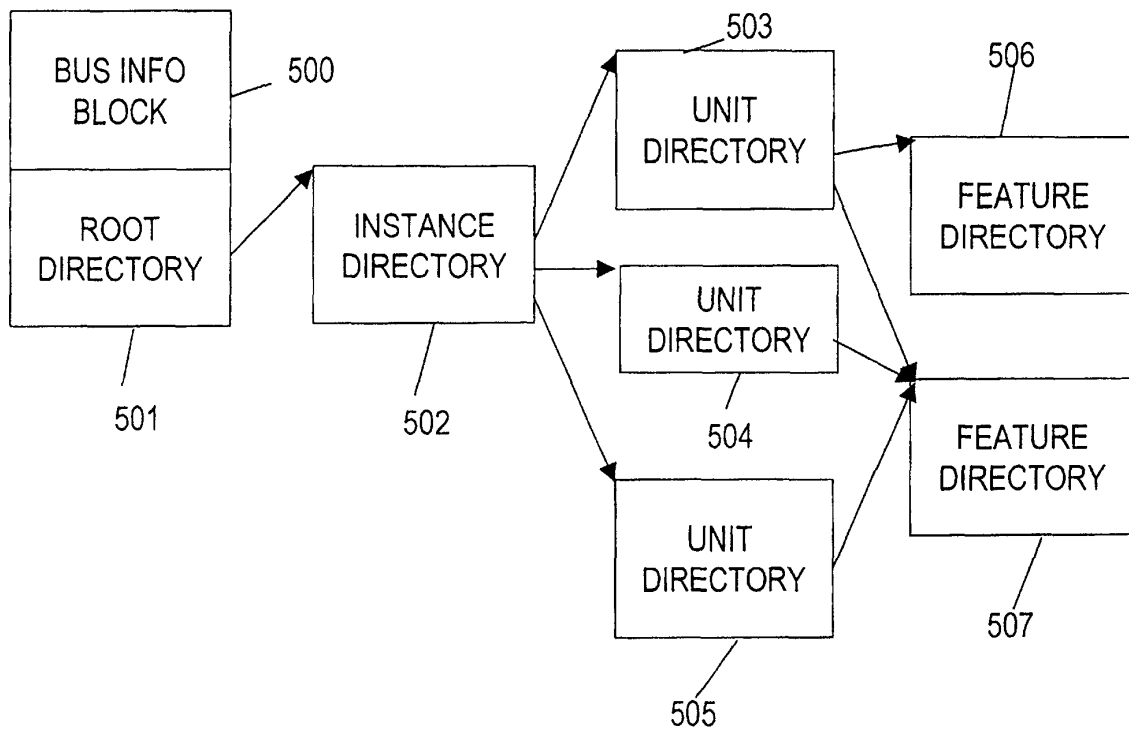 BUS INFO
BLOCK
500
ROOT
DIRECTORY
501
INSTANCE
DIRECTORY
502
503
UNIT
DIRECTORY
UNIT
DIRECTORY
504
UNIT
DIRECTORY
505
506
FEATURE
DIRECTORY
FEATURE
DIRECTORY
507